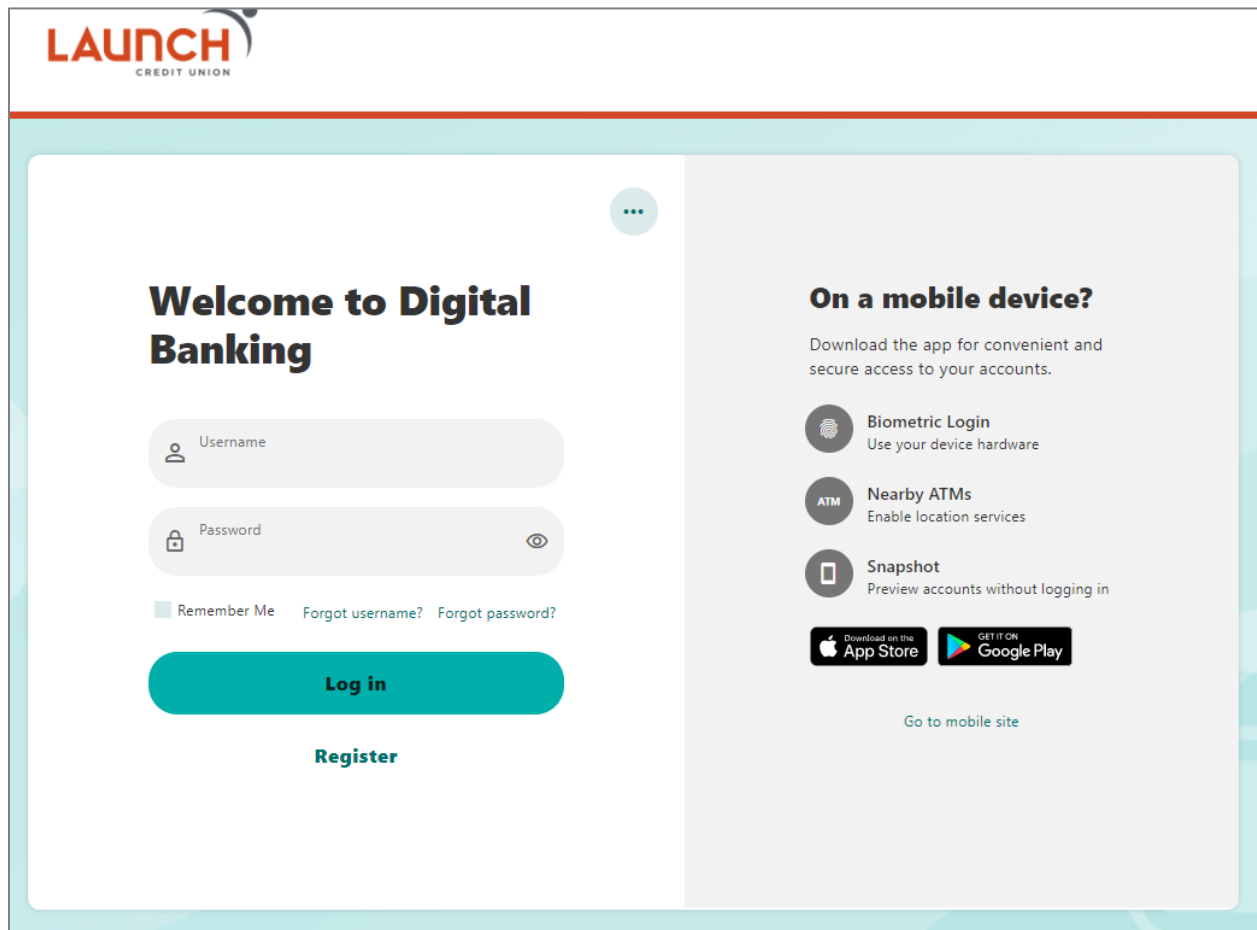 LAUNCH
CREDIT UNION
Welcome to Digital
Banking
Username
Password
Remember Me
Forgot username?
Forgot password?
Log in
Register
On a mobile device?
Download the app for convenient and
secure access to your accounts.
Biometric Login
Use your device hardware
ATM
Nearby ATMs
Enable location services
Snapshot
Preview accounts without logging in
Download on the
App Store
GET IT ON
Google Play
Go to mobile site